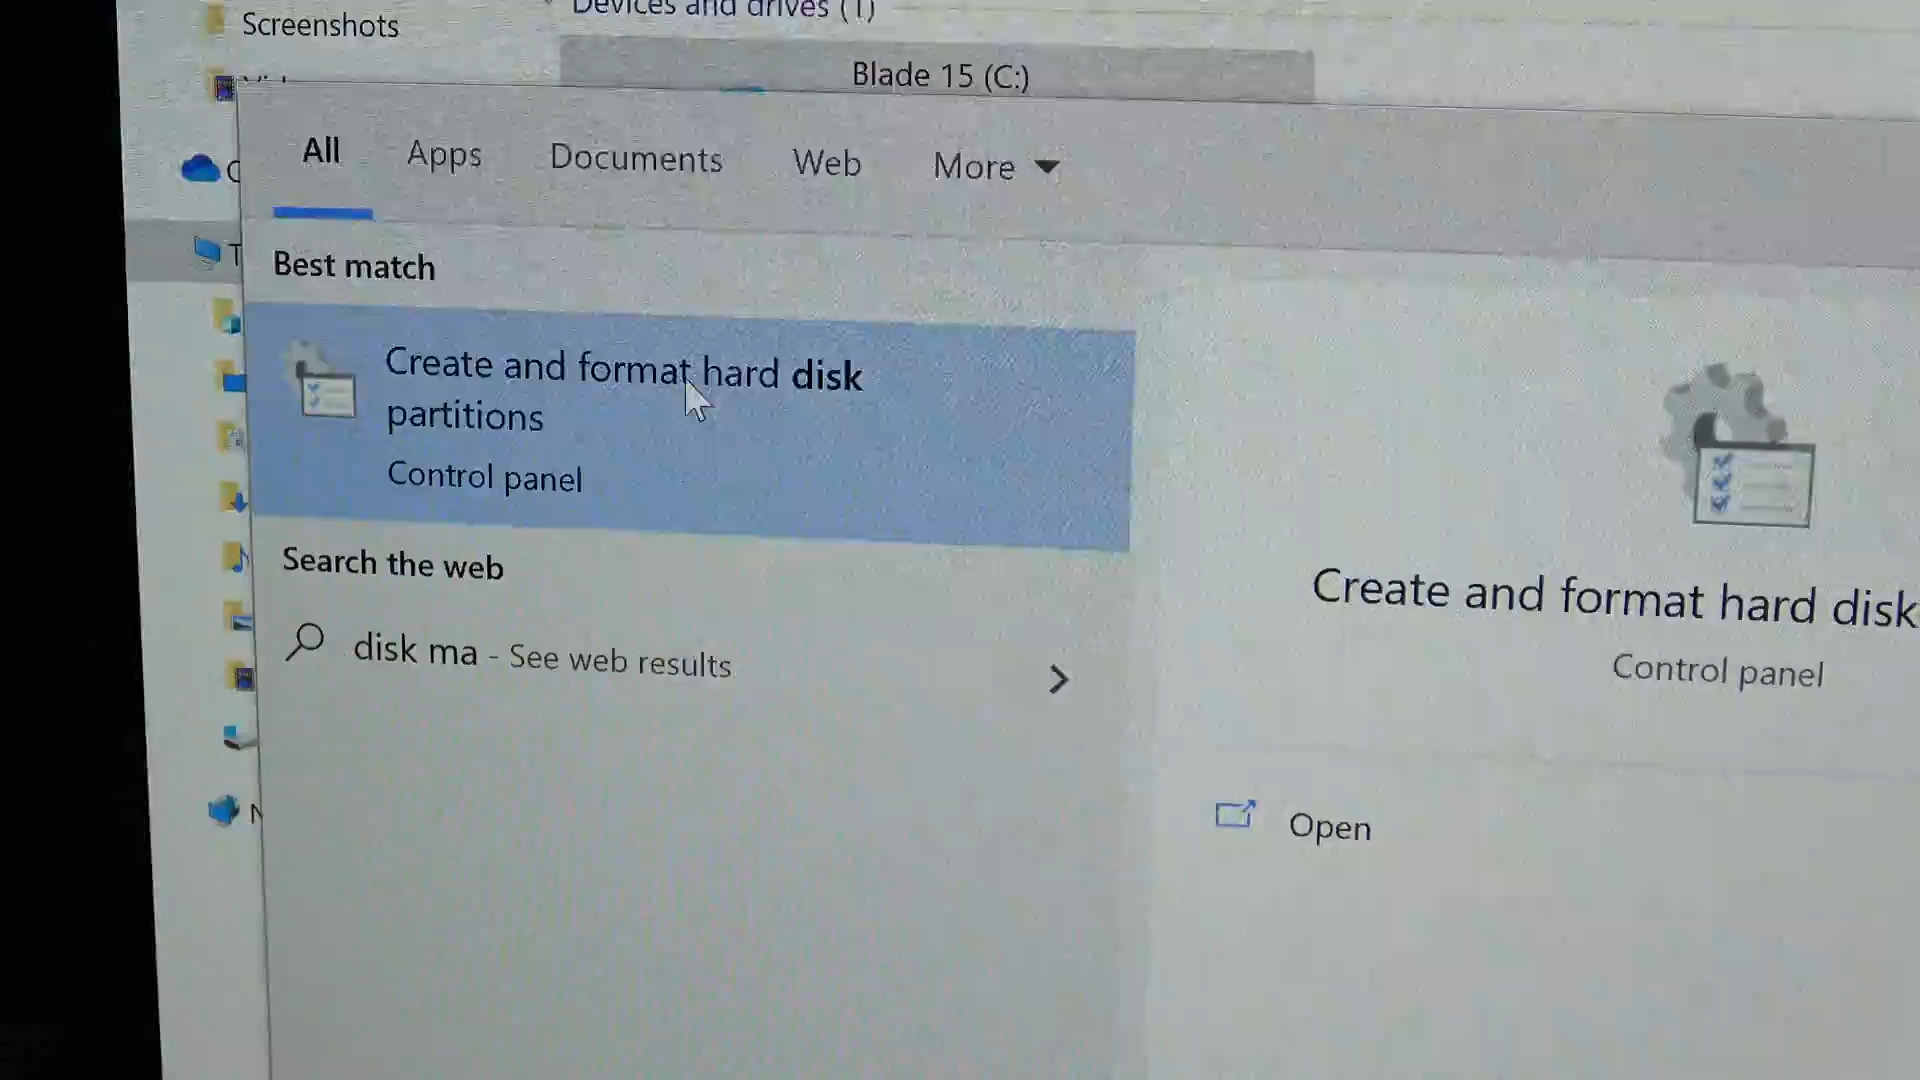 Screenshots
Devices and drives (1)
Blade 15 (C:)
All
Apps
Documents
Web
More
Best match
Create and format hard disk
partitions
Control panel
Search the web
disk ma - See web results
Create and format hard disk
Control panel
Open